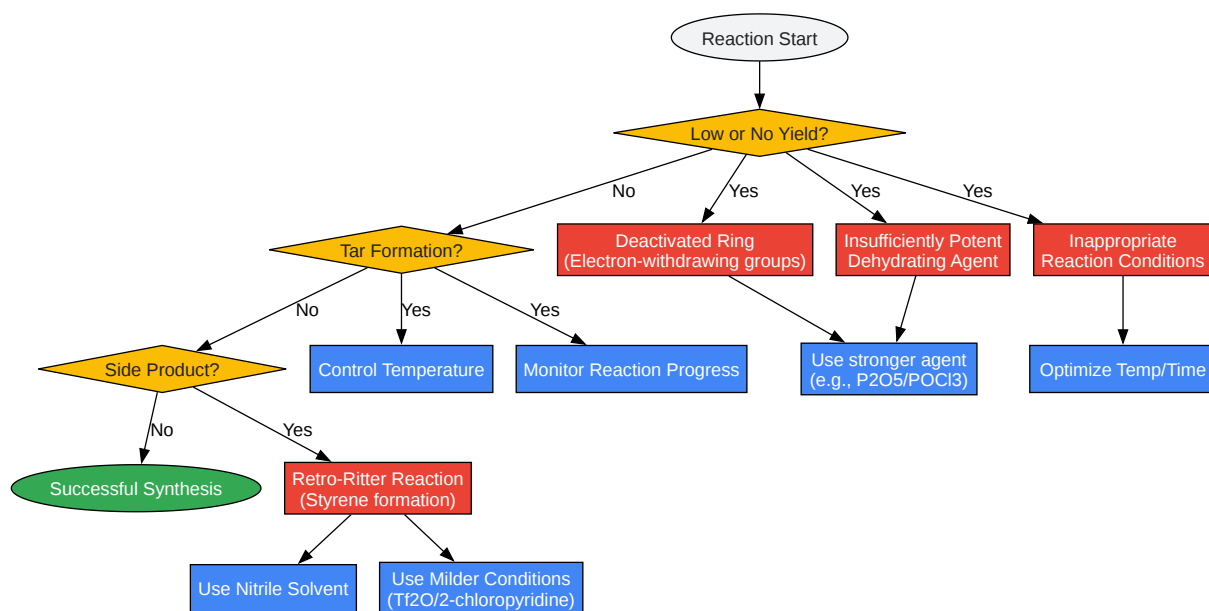 Reaction Start
Low or No Yield?
No
Yes
Yes
Yes
Tar Formation?
Deactivated Ring
(Electron-withdrawing groups)
Insufficiently Potent
Dehydrating Agent
Inappropriate
Reaction Conditions
No
Yes
Yes
Side Product?
Control Temperature
Monitor Reaction Progress
Use stronger agent
(e.g., P2O5/POCl3)
Optimize Temp/Time
No
Yes
Successful Synthesis
Retro-Ritter Reaction
(Styrene formation)
Use Nitrile Solvent
Use Milder Conditions
(Tf2O/2-chloropyridine)